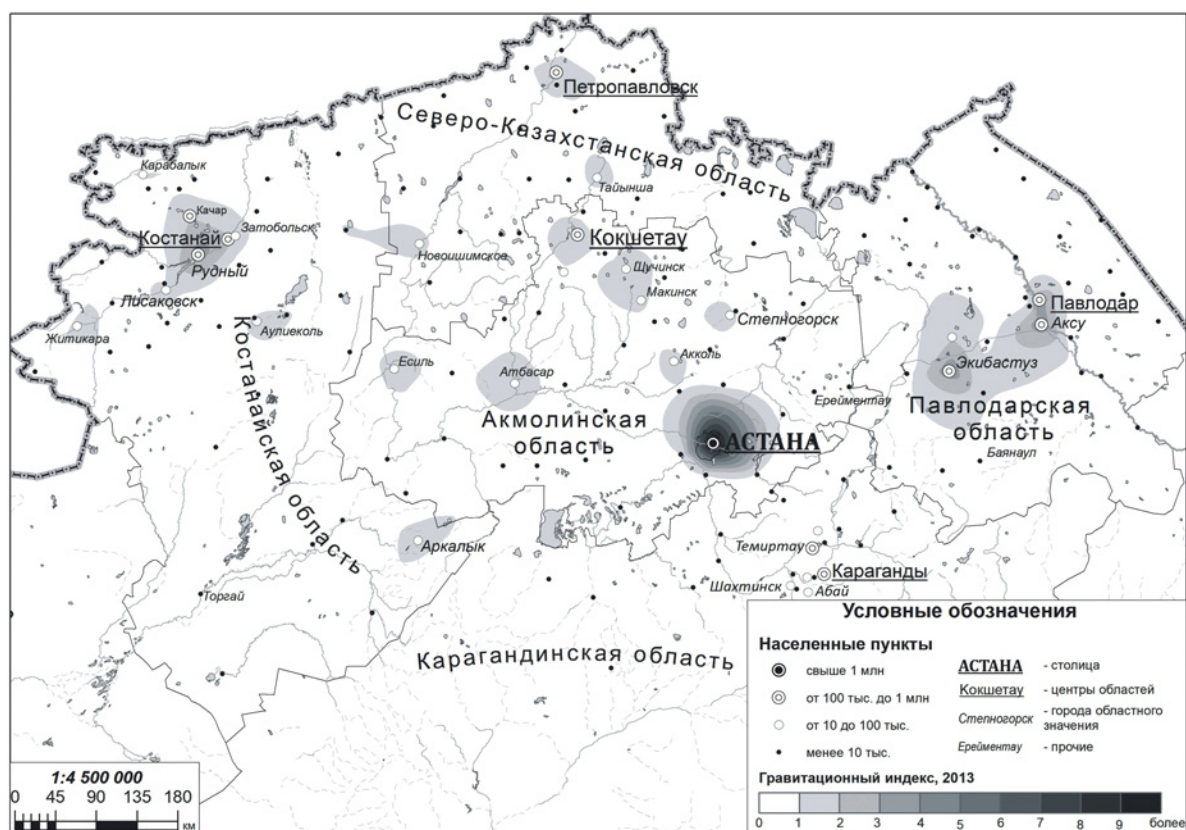 Петропавловск
Северо-Казахстанская область
Карабалык
Тайынша
Качар
Костанай
Затобольск
Кокшетау
Новоишимское
Рудный
Щучинск
Лисаковск
Макинск
Павлодар
Степногорск
Аксу
Житикара
Аулиеколь
Есиль
Атбасар
Акколь
Экибастуз
Костанайская область
Ерейментау
Акмолинская
область
Павлодарская
область
АСТАНА
Баянаул
Аркалык
Темиртау
Караганды
Шахтинск
Абай
Торгай
Карагандинская область
Условные обозначения
Населенные пункты
свыше 1 млн
от 100 тыс. до 1 млн
от 10 до 100 тыс.
менее 10 тыс.
АСТАНА - столица
Кокшетау - центры областей
Степногорск - города областного
значения
Ерейментау - прочие
Гравитационный индекс, 2013
0 1 2 3 4 5 6 7 8 9 более
1:4 500 000
0 45 90 135 180
км